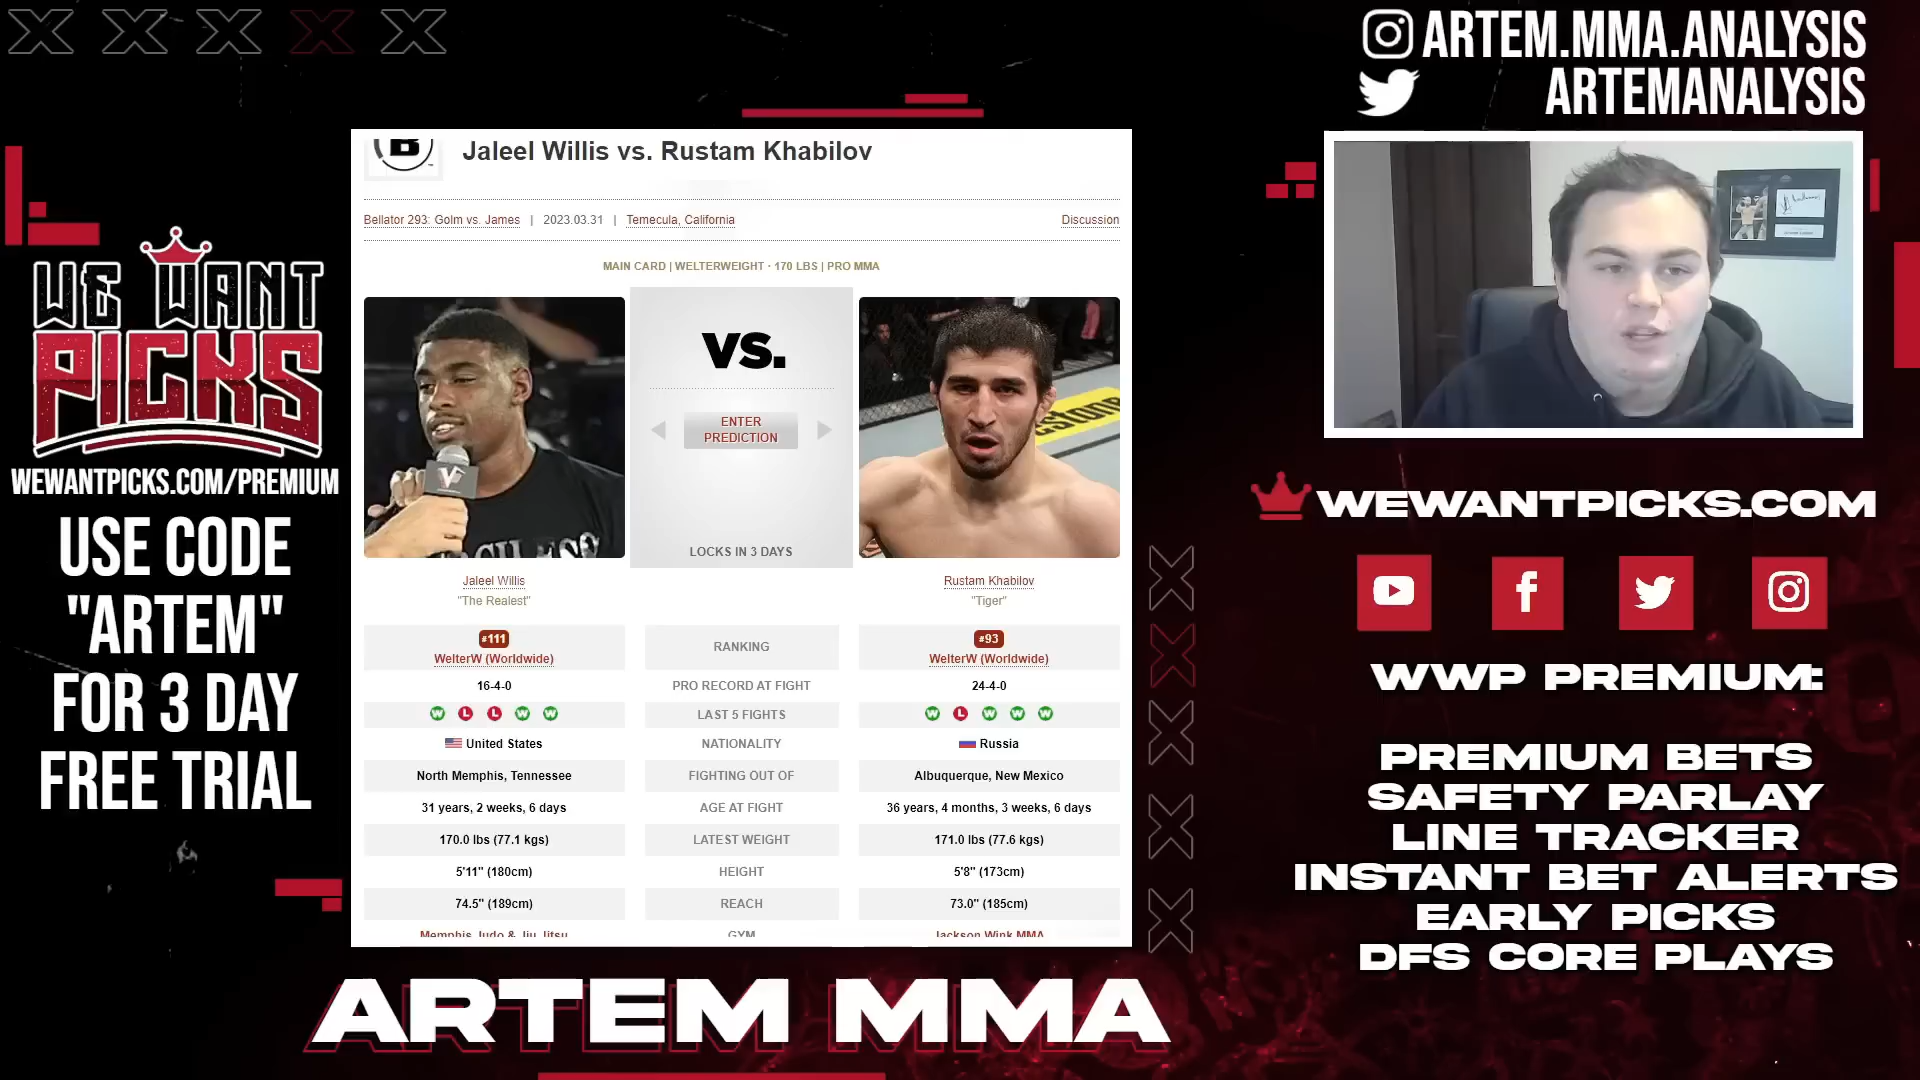 ARTEM.MMA.ANALYSIS
ARTEMANALYSIS
WE WANT
PICKS
WEWANTPICKS.COM/PREMIUM
USE CODE
"ARTEM"
FOR 3 DAY
FREE TRIAL
B
Jaleel Willis vs. Rustam Khabilov
Bellator 293: Golm vs. James | 2023.03.31 | Temecula, California Discussion
MAIN CARD | WELTERWEIGHT · 170 LBS | PRO MMA
VS.
ENTER
PREDICTION
LOCKS IN 3 DAYS
Jaleel Willis Rustam Khabilov
"The Realest" "Tiger"
#111 RANKING #93
WelterW (Worldwide) WelterW (Worldwide)
16-4-0 PRO RECORD AT FIGHT 24-4-0
W L L W W LAST 5 FIGHTS W L W W W
United States NATIONALITY Russia
North Memphis, Tennessee FIGHTING OUT OF Albuquerque, New Mexico
31 years, 2 weeks, 6 days AGE AT FIGHT 36 years, 4 months, 3 weeks, 6 days
170.0 lbs (77.1 kgs) LATEST WEIGHT 171.0 lbs (77.6 kgs)
5'11" (180cm) HEIGHT 5'8" (173cm)
74.5" (189cm) REACH 73.0" (185cm)
Memphis Judo & Jiu Jitsu GYM Jackson Wink MMA
ARTEM MMA
WEWANTPICKS.COM
WWP PREMIUM:
PREMIUM BETS
SAFETY PARLAY
LINE TRACKER
INSTANT BET ALERTS
EARLY PICKS
DFS CORE PLAYS